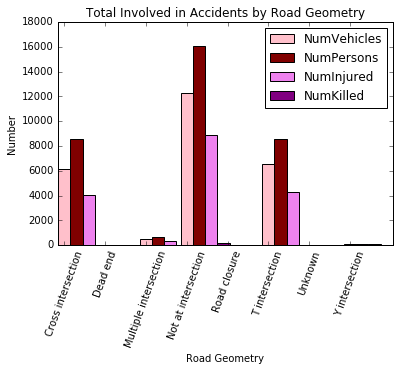 Total Involved in Accidents by Road Geometry
18000
16000
14000
12000
10000
8000
6000
4000
2000
0
Number
NumVehicles
NumPersons
NumInjured
NumKilled
Cross intersection
Dead end
Multiple intersection
Not at intersection
Road closure
T intersection
Unknown
Y intersection
Road Geometry